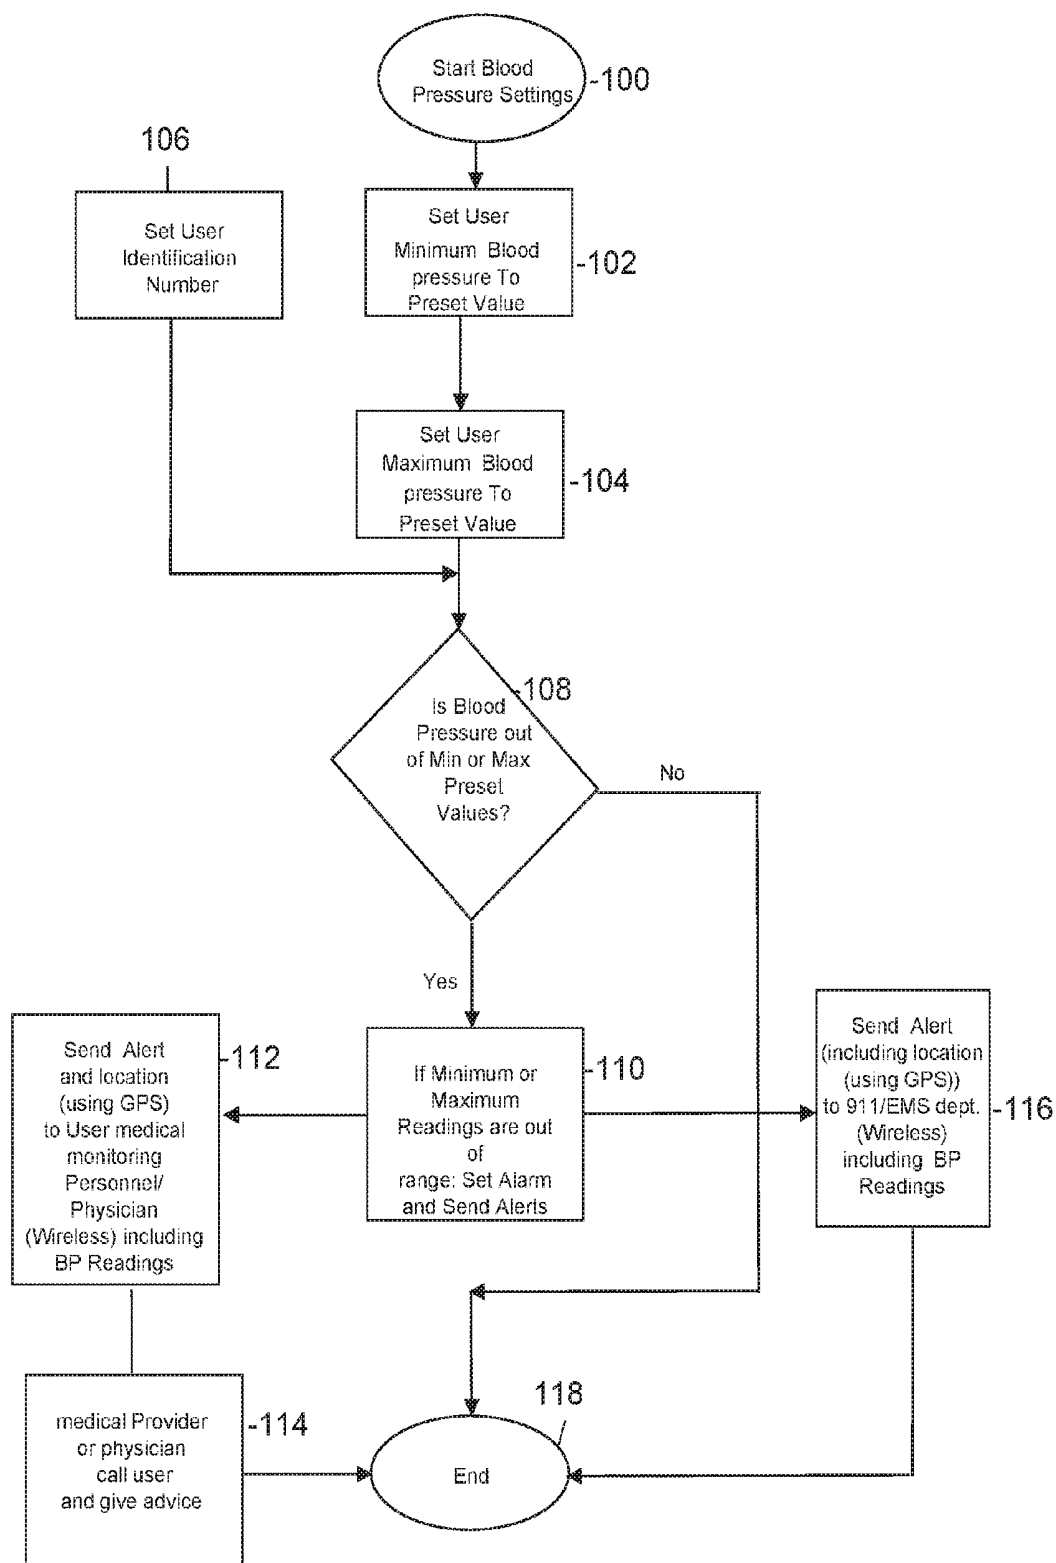 Start Blood
Pressure Settings
-100
106
Set User
Identification
Number
Set User
Minimum Blood
pressure To
Preset Value
-102
Set User
Maximum Blood
pressure To
Preset Value
-104
-108
Is Blood
Pressure out
of Min or Max
Preset
Values?
No
Yes
Send Alert
and location
(using GPS)
to User medical
monitoring
Personnel/
Physician
(Wireless) including
BP Readings
-112
If Minimum or
Maximum
Readings are out
of
range: Set Alarm
and Send Alerts
-110
Send Alert
(including location
(using GPS))
to 911/EMS dept.
(Wireless)
including BP
Readings
-116
medical Provider
or physician
call user
and give advice
-114
118
End